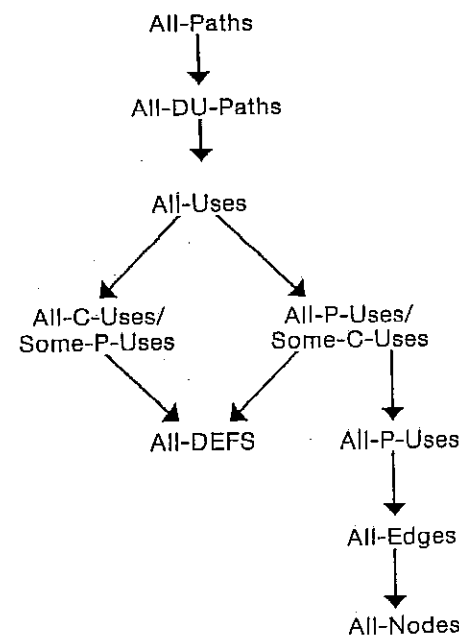 All-Paths
All-DU-Paths
All-Uses
All-C-Uses/
Some-P-Uses
All-P-Uses/
Some-C-Uses
All-DEFS
All-P-Uses
All-Edges
All-Nodes